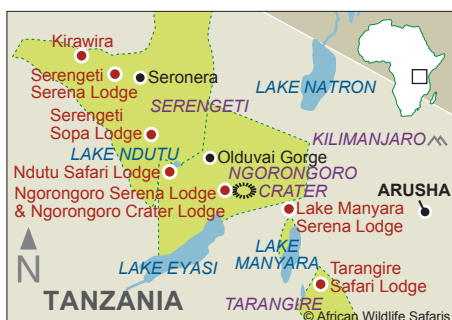 Kirawira
Serengeti
Serena Lodge
Seronera
LAKE NATRON
SERENGETI
Serengeti
Sopa Lodge
KILIMANJARO
LAKE NDUTU
Olduvai Gorge
Ndutu Safari Lodge
NGORONGORO
CRATER
Ngorongoro Serena Lodge
& Ngorongoro Crater Lodge
ARUSHA
Lake Manyara
Serena Lodge
N
LAKE EYASI
LAKE
MANYARA
Tarangire
Safari Lodge
TANZANIA
TARANGIRE
© African Wildlife Safaris